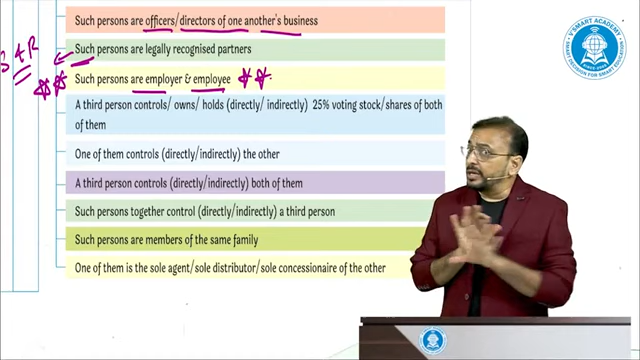 Such persons are officers/directors of one another's business
& R
Such persons are legally recognised partners
Such persons are employer & employee
A third person controls/ owns/ holds (directly/ indirectly) 25% voting stock/shares of both
of them
One of them controls (directly/indirectly) the other
A third person controls (directly/indirectly) both of them
Such persons together control (directly/indirectly) a third person
Such persons are members of the same family
One of them is the sole agent/sole distributor/sole concessionaire of the other
V SMART ACADEMY